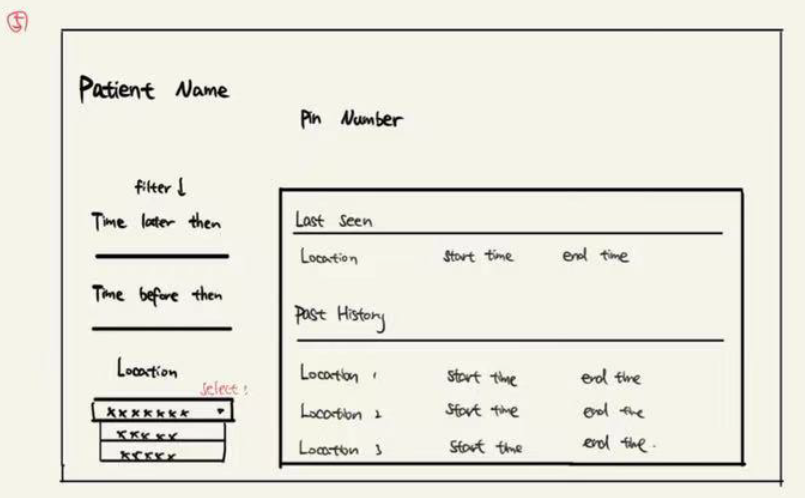 5
Patient Name
Pin Number
filter ↓
Time later then
Time before then
Location
Select:
xxxxxxx
xxxxx
xxxxx
Last Seen
Location start time end time
Past History
Location 1 start time end time
Location 2 start time end time
Location 3 start time end time.